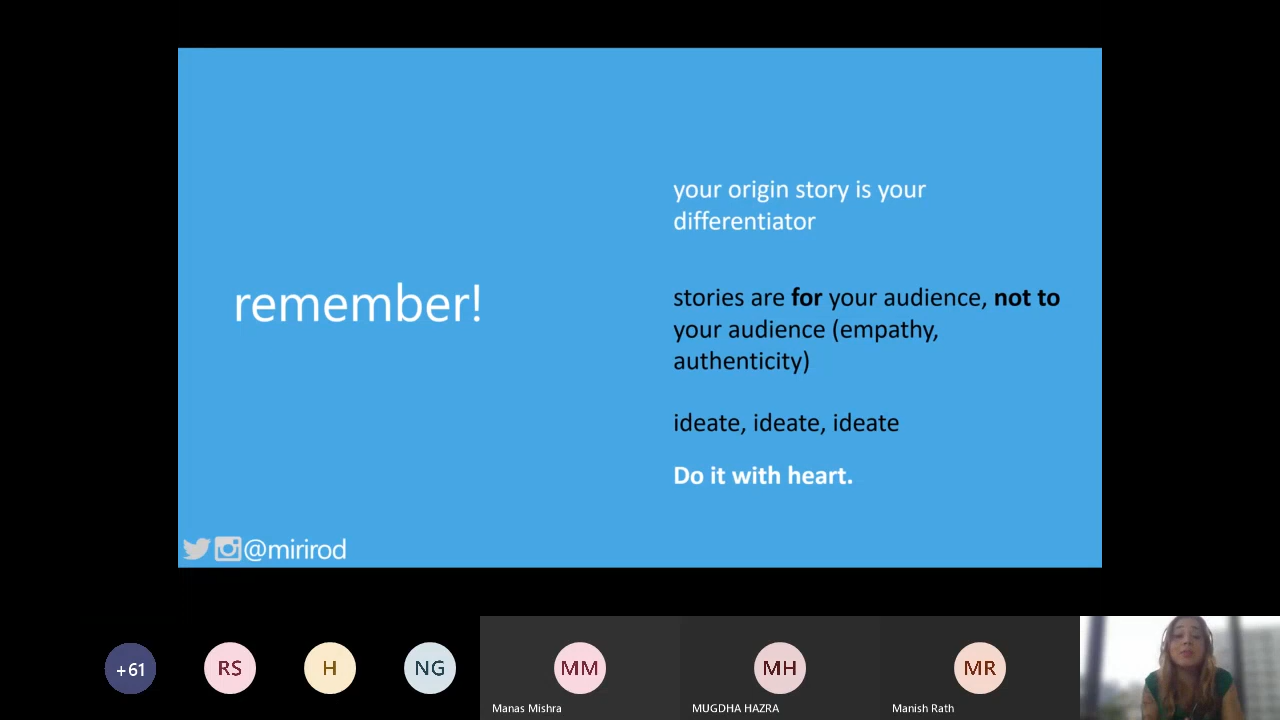 remember!
your origin story is your
differentiator
stories are for your audience, not to
your audience (empathy,
authenticity)
ideate, ideate, ideate
Do it with heart.
@mirirod
+61
RS
H
NG
MM
Manas Mishra
MH
MUGDHA HAZRA
MR
Manish Rath